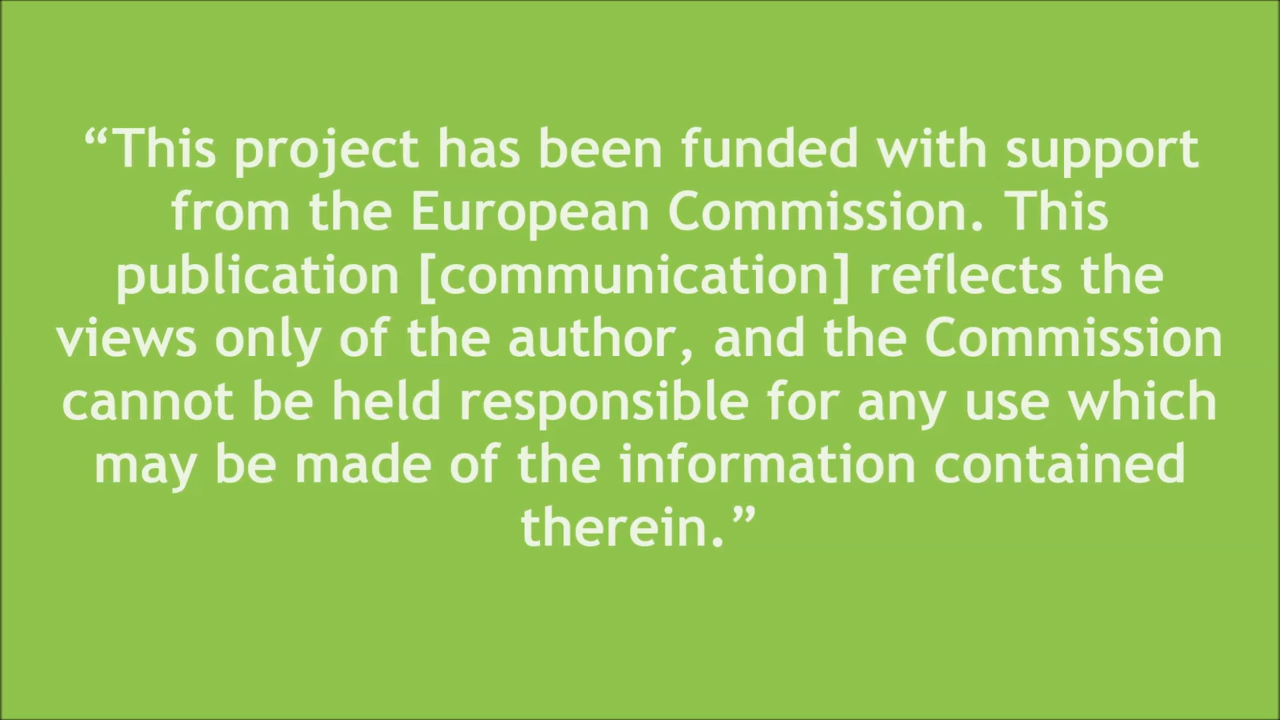 “This project has been funded with support
from the European Commission. This
publication [communication] reflects the
views only of the author, and the Commission
cannot be held responsible for any use which
may be made of the information contained
therein.”